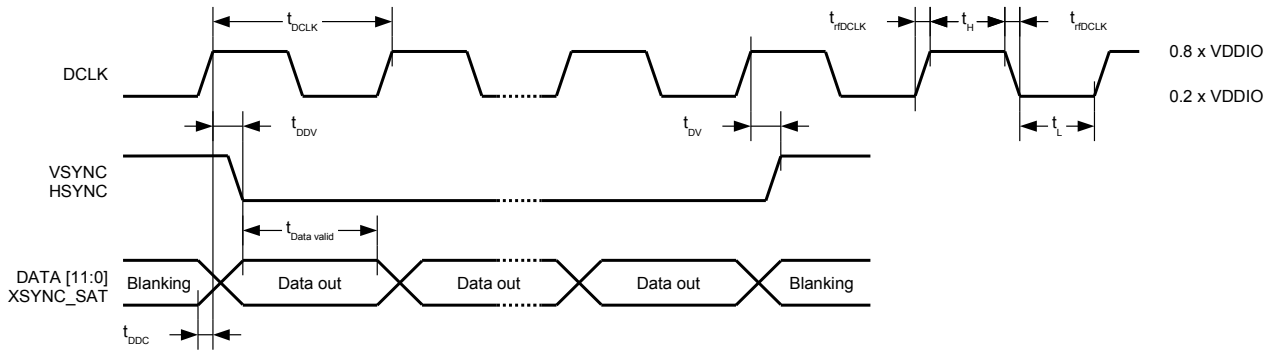 tDCLK
trfDCLK
tH
trfDCLK
0.8 x VDDIO
DCLK
0.2 x VDDIO
tDDV
tDV
tL
VSYNC
HSYNC
tData valid
DATA [11:0]
XSYNC_SAT
Blanking
Data out
Data out
Data out
Blanking
tDDC